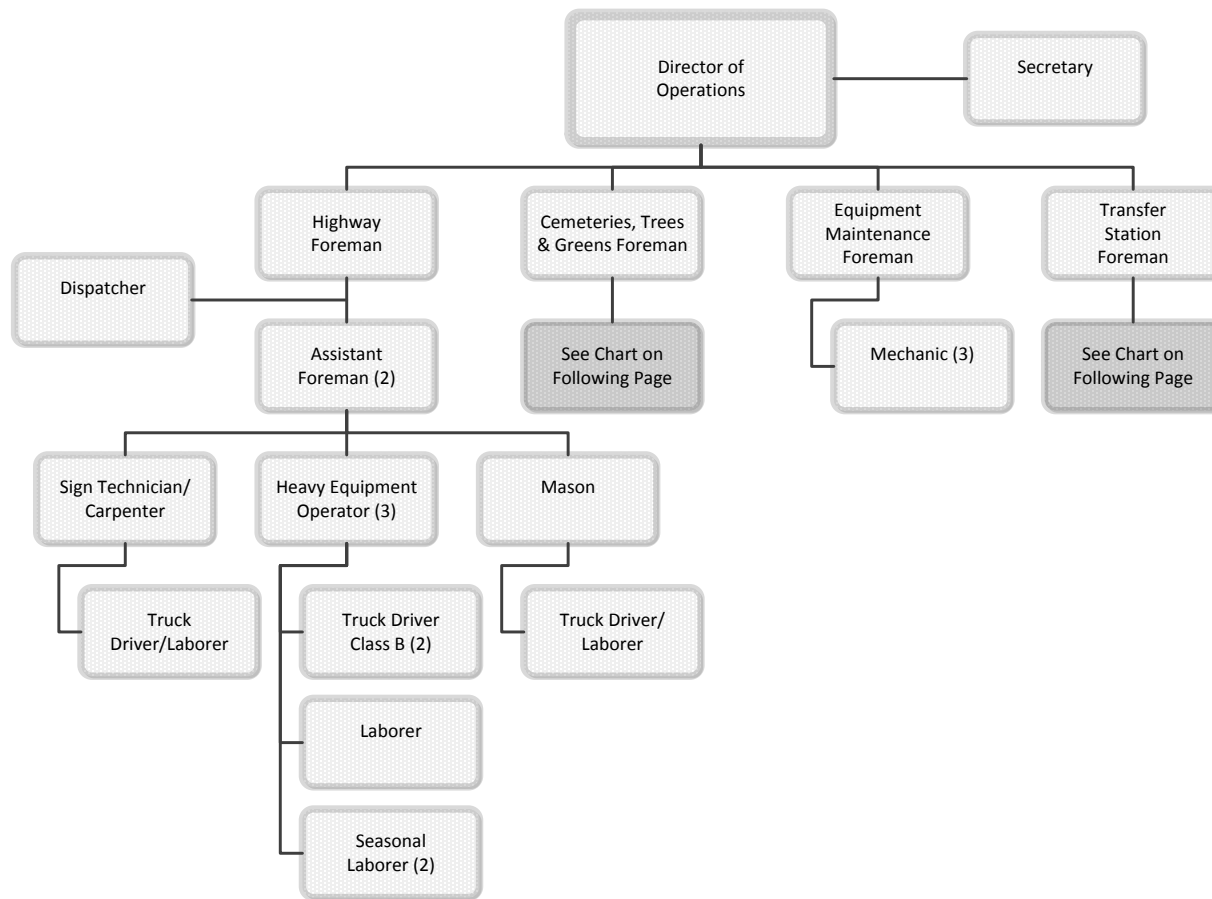 Director of
Operations
Secretary
Highway
Foreman
Cemeteries, Trees
& Greens Foreman
Equipment
Maintenance
Foreman
Transfer
Station
Foreman
Dispatcher
Assistant
Foreman (2)
See Chart on
Following Page
Mechanic (3)
See Chart on
Following Page
Sign Technician/
Carpenter
Heavy Equipment
Operator (3)
Mason
Truck
Driver/Laborer
Truck Driver
Class B (2)
Truck Driver/
Laborer
Laborer
Seasonal
Laborer (2)